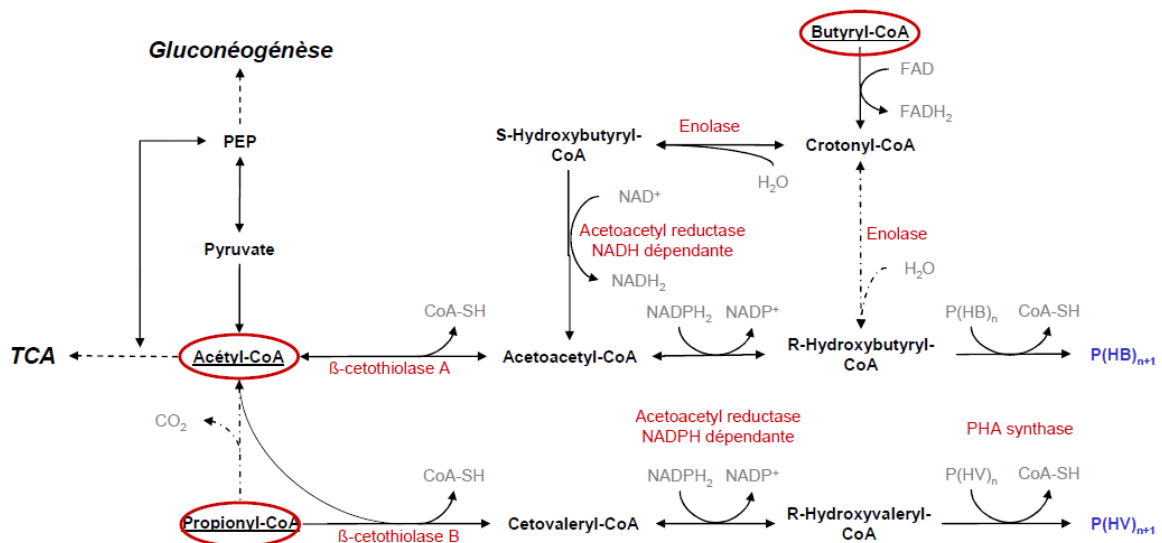 Butyryl-CoA
Gluconéogénèse
FAD
FADH2
PEP
S-Hydroxybutyryl-
CoA
Enolase
Crotonyl-CoA
H2O
NAD+
Pyruvate
Acetoacetyl reductase
NADH dépendante
Enolase
NADH2
H2O
CoA-SH
NADPH2
NADP+
P(HB)n
CoA-SH
TCA
Acétyl-CoA
ß-cetothiolase A
Acetoacetyl-CoA
R-Hydroxybutyryl-
CoA
P(HB)n+1
CO2
Acetoacetyl reductase
NADPH dépendante
PHA synthase
CoA-SH
NADPH2
NADP+
P(HV)n
CoA-SH
Propionyl-CoA
ß-cetothiolase B
Cetovaleryl-CoA
R-Hydroxyvaleryl-
CoA
P(HV)n+1